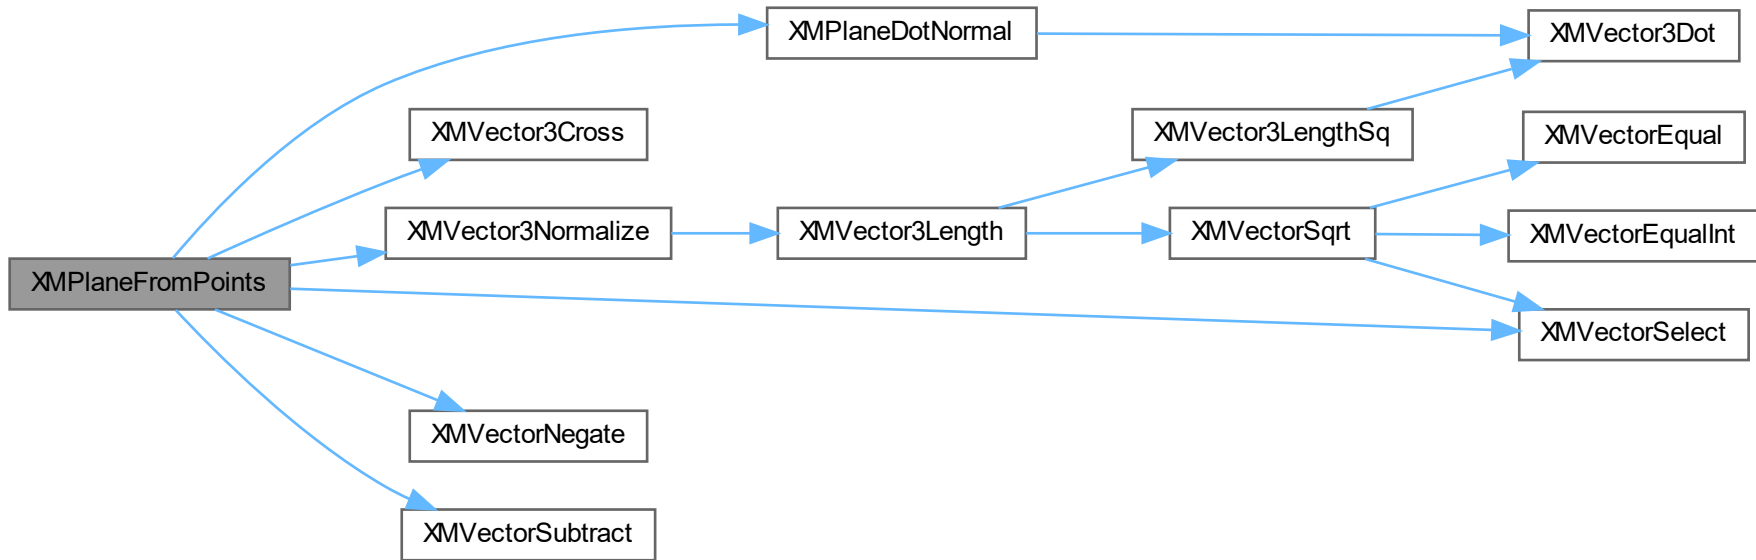 XMPlaneDotNormal
XMVector3Dot
XMVector3Cross
XMVector3LengthSq
XMVectorEqual
XMVector3Normalize
XMVector3Length
XMVectorSqrt
XMVectorEqualInt
XMPlaneFromPoints
XMVectorSelect
XMVectorNegate
XMVectorSubtract